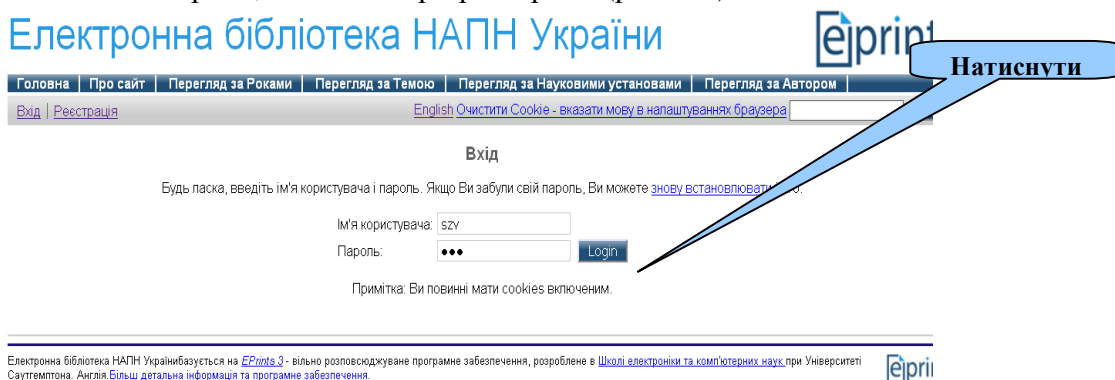 Електронна бібліотека НАПН України
Натиснути
Головна | Про сайт | Перегляд за Роками | Перегляд за Темою | Перегляд за Науковими установами | Перегляд за Автором |
Вхід | Реєстрація English Очистити Cookie - вказати мову в налаштуваннях браузера
Вхід
Будь ласка, введіть ім'я користувача і пароль. Якщо Ви забули свій пароль, Ви можете знову встановлювати
Ім'я користувача: szv
Пароль: ●●● Login
Примітка: Ви повинні мати cookies включеним.
Електронна бібліотека НАПН Українибазується на EPrints 3 - вільно розповсюджуване програмне забезпечення, розроблене в Школі електроніки та комп'ютерних наук при Університеті
Саутгемптона. Англія.Більш детальна інформація та програмне забезпечення.